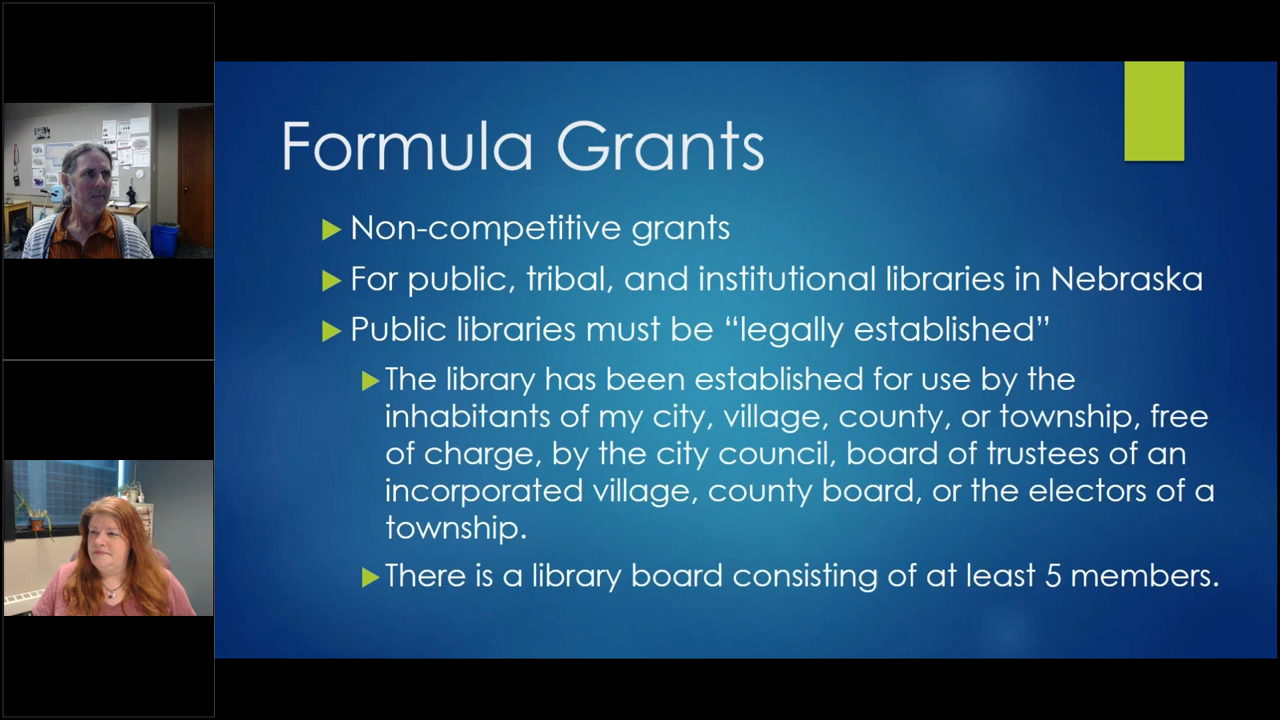 Formula Grants
Non-competitive grants
For public, tribal, and institutional libraries in Nebraska
Public libraries must be “legally established”
The library has been established for use by the
inhabitants of my city, village, county, or township, free
of charge, by the city council, board of trustees of an
incorporated village, county board, or the electors of a
township.
There is a library board consisting of at least 5 members.